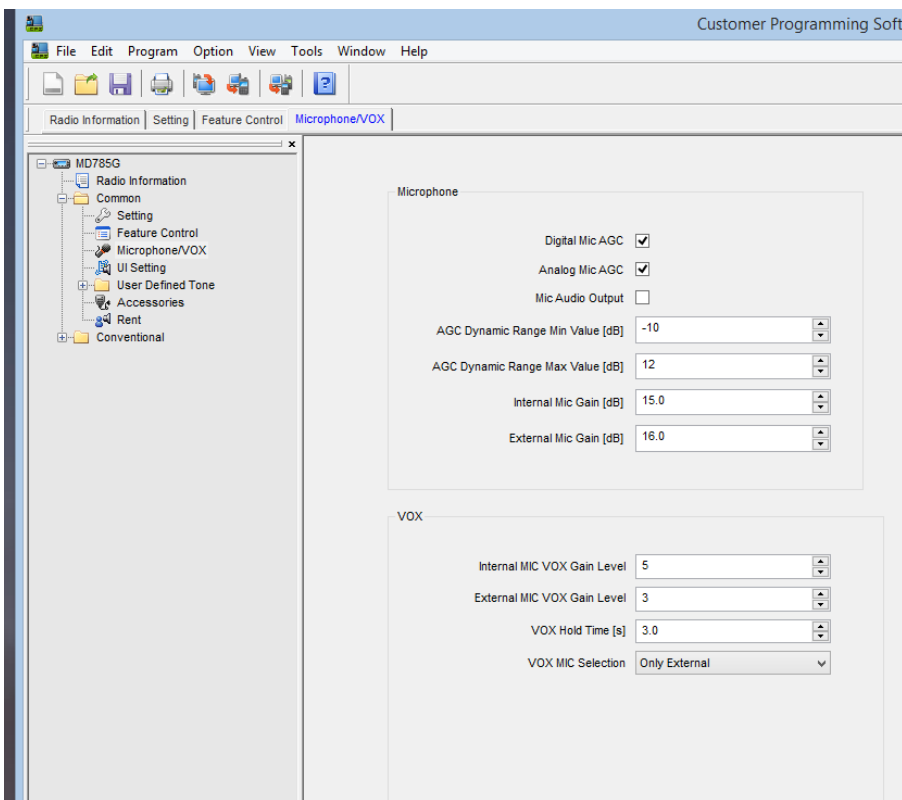 Customer Programming Soft
File Edit Program Option View Tools Window Help
Radio Information Setting Feature Control Microphone/VOX
MD785G
Radio Information
Common
Setting
Feature Control
Microphone/VOX
UI Setting
User Defined Tone
Accessories
Rent
Conventional
Microphone
Digital Mic AGC
Analog Mic AGC
Mic Audio Output
AGC Dynamic Range Min Value [dB] -10
AGC Dynamic Range Max Value [dB] 12
Internal Mic Gain [dB] 15.0
External Mic Gain [dB] 16.0
VOX
Internal MIC VOX Gain Level 5
External MIC VOX Gain Level 3
VOX Hold Time [s] 3.0
VOX MIC Selection Only External